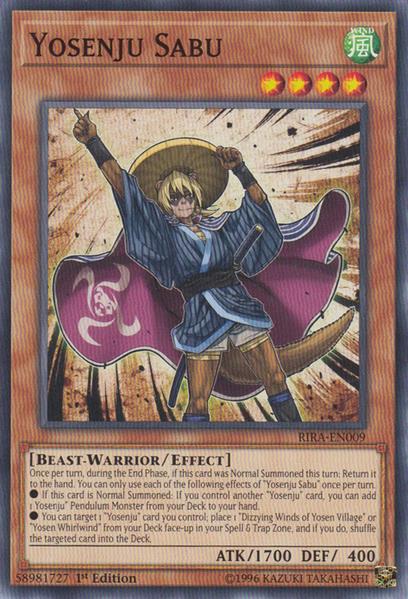 YOSENJU SABU
WIND
風
RIRA-EN009
[BEAST-WARRIOR/EFFECT]
Once per turn, during the End Phase, if this card was Normal Summoned this turn: Return it
to the hand. You can only use each of the following effects of "Yosenju Sabu" once per turn.
● If this card is Normal Summoned: If you control another "Yosenju" card, you can add
1 "Yosenju" Pendulum Monster from your Deck to your hand.
● You can target 1 "Yosenju" card you control; place 1 "Dizzying Winds of Yosen Village" or
"Yosen Whirlwind" from your Deck face-up in your Spell & Trap Zone, and if you do, shuffle
the targeted card into the Deck.
ATK/1700 DEF/ 400
58981727 1st Edition ©1996 KAZUKI TAKAHASHI